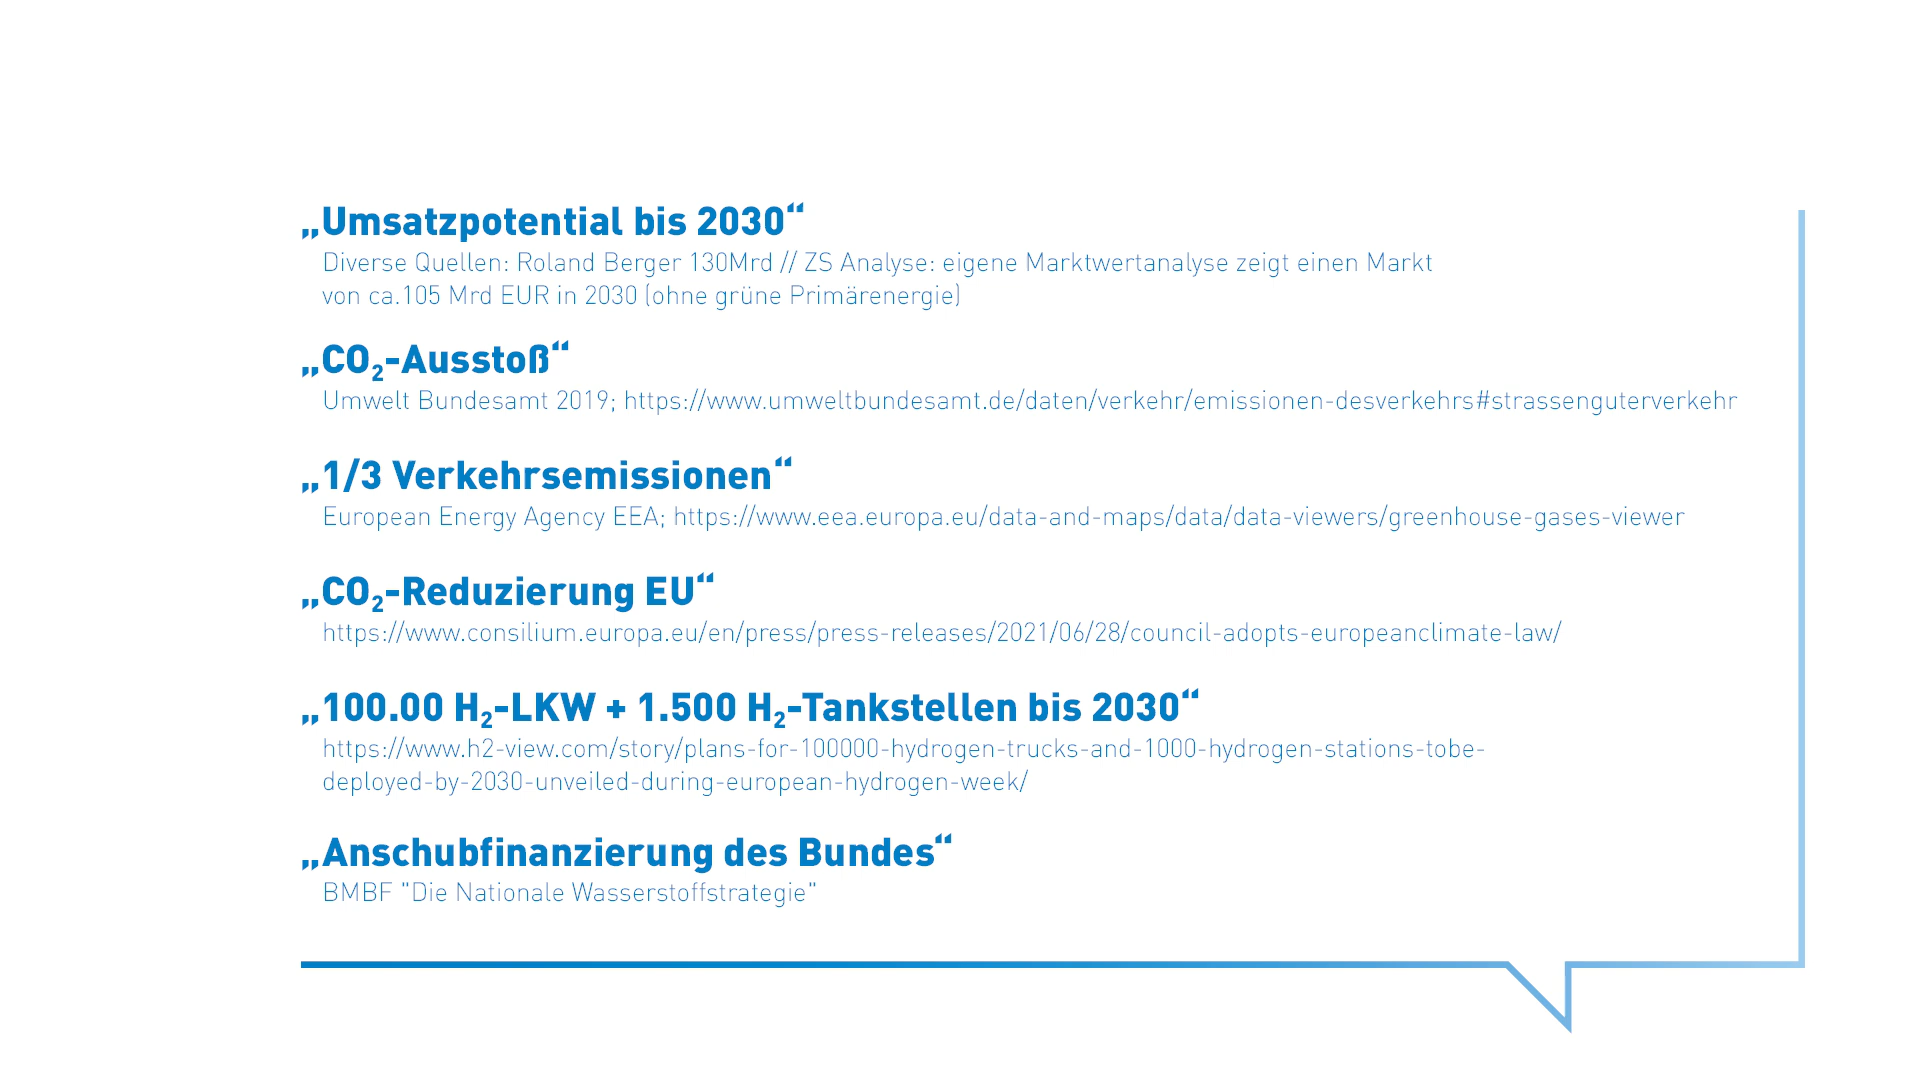 „Umsatzpotential bis 2030“
Diverse Quellen: Roland Berger 130Mrd // ZS Analyse: eigene Marktwertanalyse zeigt einen Markt
von ca.105 Mrd EUR in 2030 (ohne grüne Primärenergie)
„CO₂-Ausstoß“
Umwelt Bundesamt 2019; https://www.umweltbundesamt.de/daten/verkehr/emissionen-desverkehrs#strassenguterverkehr
„1/3 Verkehrsemissionen“
European Energy Agency EEA; https://www.eea.europa.eu/data-and-maps/data/data-viewers/greenhouse-gases-viewer
„CO₂-Reduzierung EU“
https://www.consilium.europa.eu/en/press/press-releases/2021/06/28/council-adopts-europeanclimate-law/
„100.00 H₂-LKW + 1.500 H₂-Tankstellen bis 2030“
https://www.h2-view.com/story/plans-for-100000-hydrogen-trucks-and-1000-hydrogen-stations-tobe-
deployed-by-2030-unveiled-during-european-hydrogen-week/
„Anschubfinanzierung des Bundes“
BMBF "Die Nationale Wasserstoffstrategie"